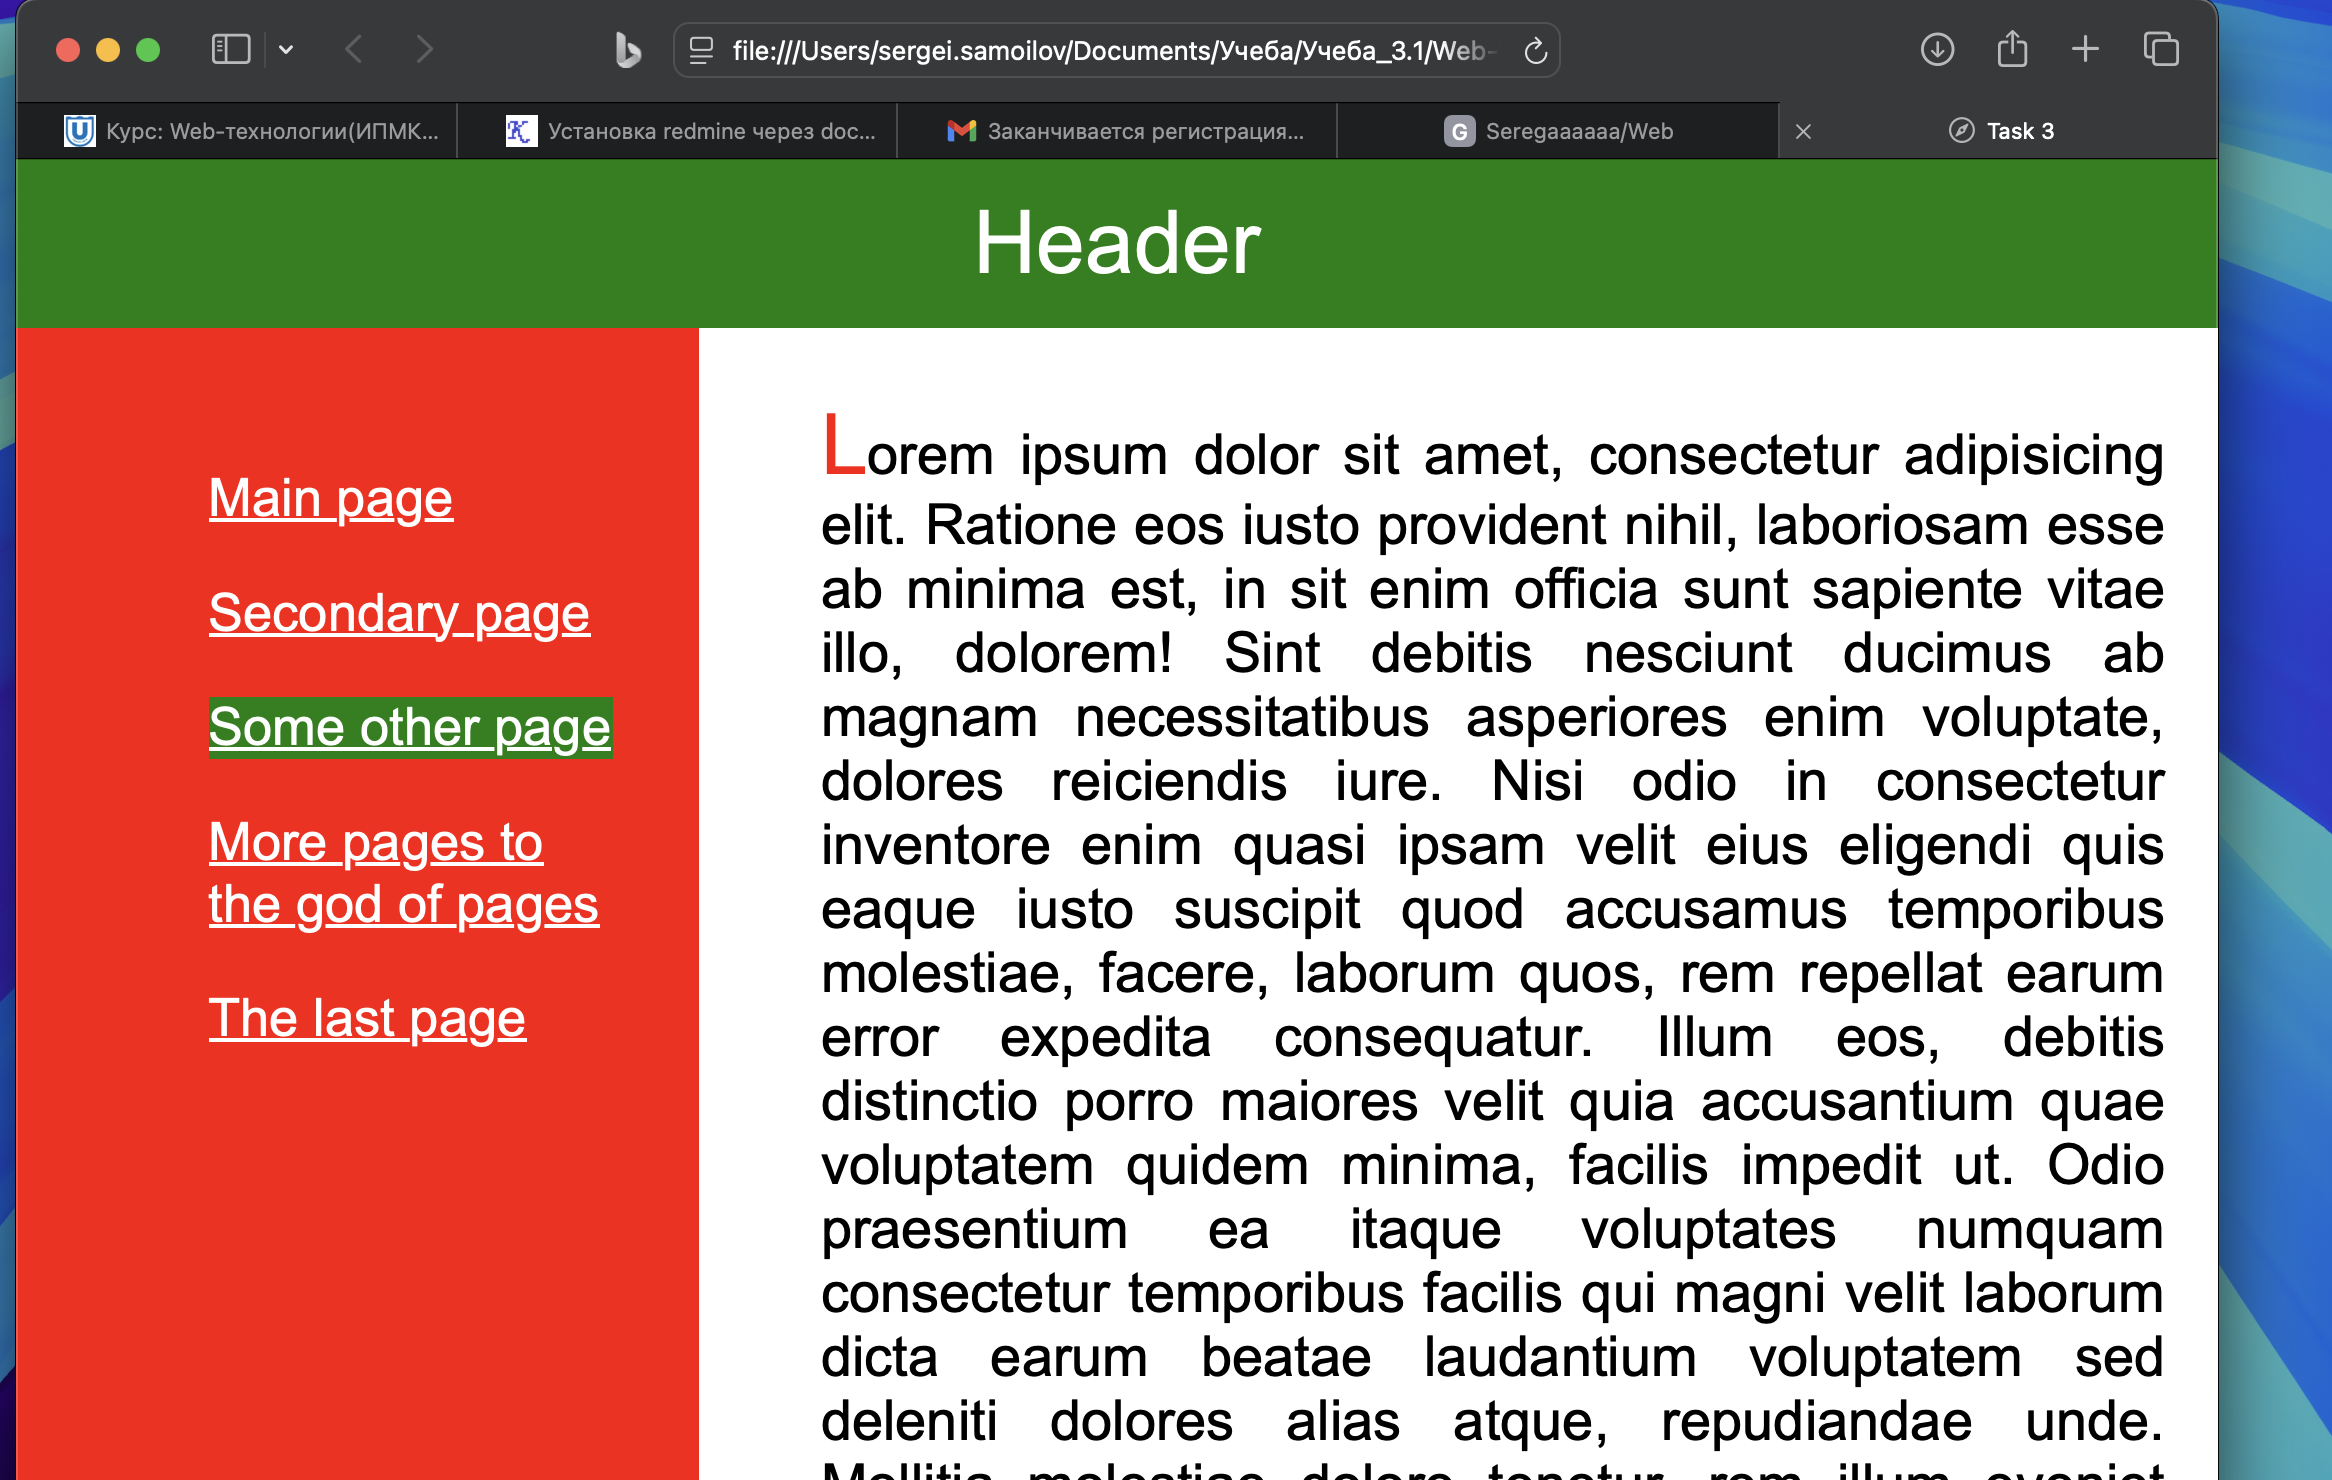 file:///Users/sergei.samoilov/Documents/Учеба/Учеба_3.1/Web-
Курс: Web-технологии(ИПМК...
Установка redmine через doc...
Заканчивается регистрация...
G
Seregaaaaaa/Web
Task 3
Header
Main page
Secondary page
Some other page
More pages to
the god of pages
The last page
Lorem ipsum dolor sit amet, consectetur adipisicing
elit. Ratione eos iusto provident nihil, laboriosam esse
ab minima est, in sit enim officia sunt sapiente vitae
illo, dolorem! Sint debitis nesciunt ducimus ab
magnam necessitatibus asperiores enim voluptate,
dolores reiciendis iure. Nisi odio in consectetur
inventore enim quasi ipsam velit eius eligendi quis
eaque iusto suscipit quod accusamus temporibus
molestiae, facere, laborum quos, rem repellat earum
error expedita consequatur. Illum eos, debitis
distinctio porro maiores velit quia accusantium quae
voluptatem quidem minima, facilis impedit ut. Odio
praesentium ea itaque voluptates numquam
consectetur temporibus facilis qui magni velit laborum
dicta earum beatae laudantium voluptatem sed
deleniti dolores alias atque, repudiandae unde.